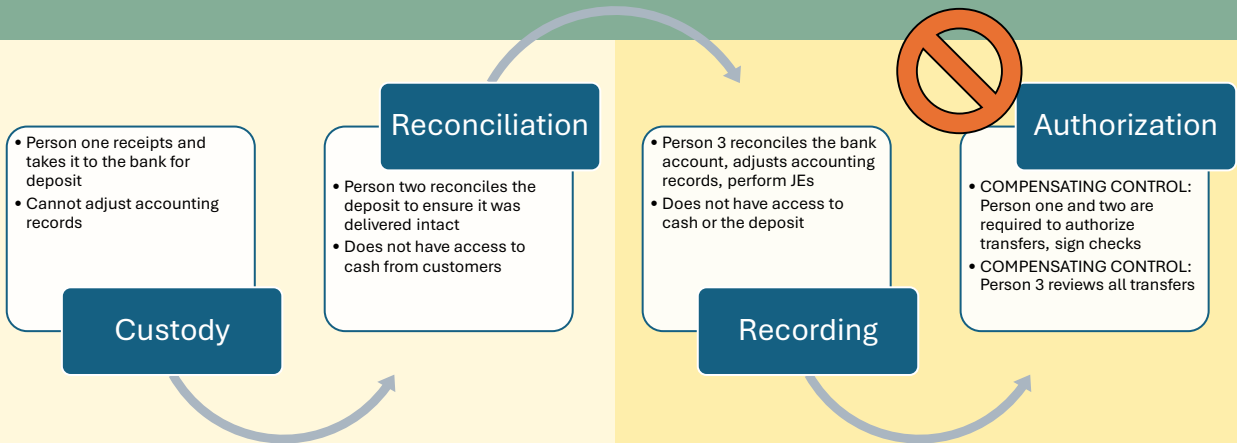 • Person one receipts and
takes it to the bank for
deposit
• Cannot adjust accounting
records
Custody
Reconciliation
• Person two reconciles the
deposit to ensure it was
delivered intact
• Does not have access to
cash from customers
• Person 3 reconciles the bank
account, adjusts accounting
records, perform JEs
• Does not have access to
cash or the deposit
Recording
Authorization
• COMPENSATING CONTROL:
Person one and two are
required to authorize
transfers, sign checks
• COMPENSATING CONTROL:
Person 3 reviews all transfers